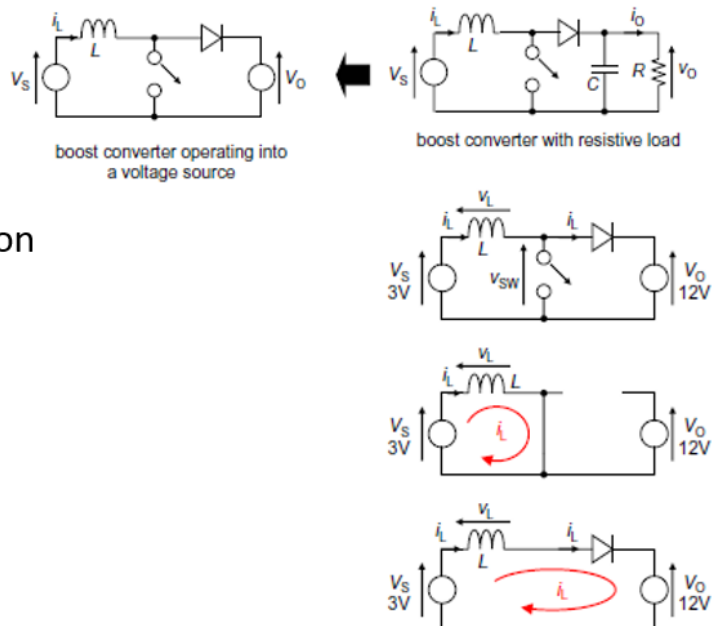 iL
L
VS
VO
boost converter operating into
a voltage source
iL
L
VS
C
R
iO
vO
boost converter with resistive load
on
vL
iL
L
iL
VS
3V
vSW
VO
12V
vL
iL
L
VS
3V
iL
VO
12V
vL
iL
L
iL
VS
3V
iL
VO
12V